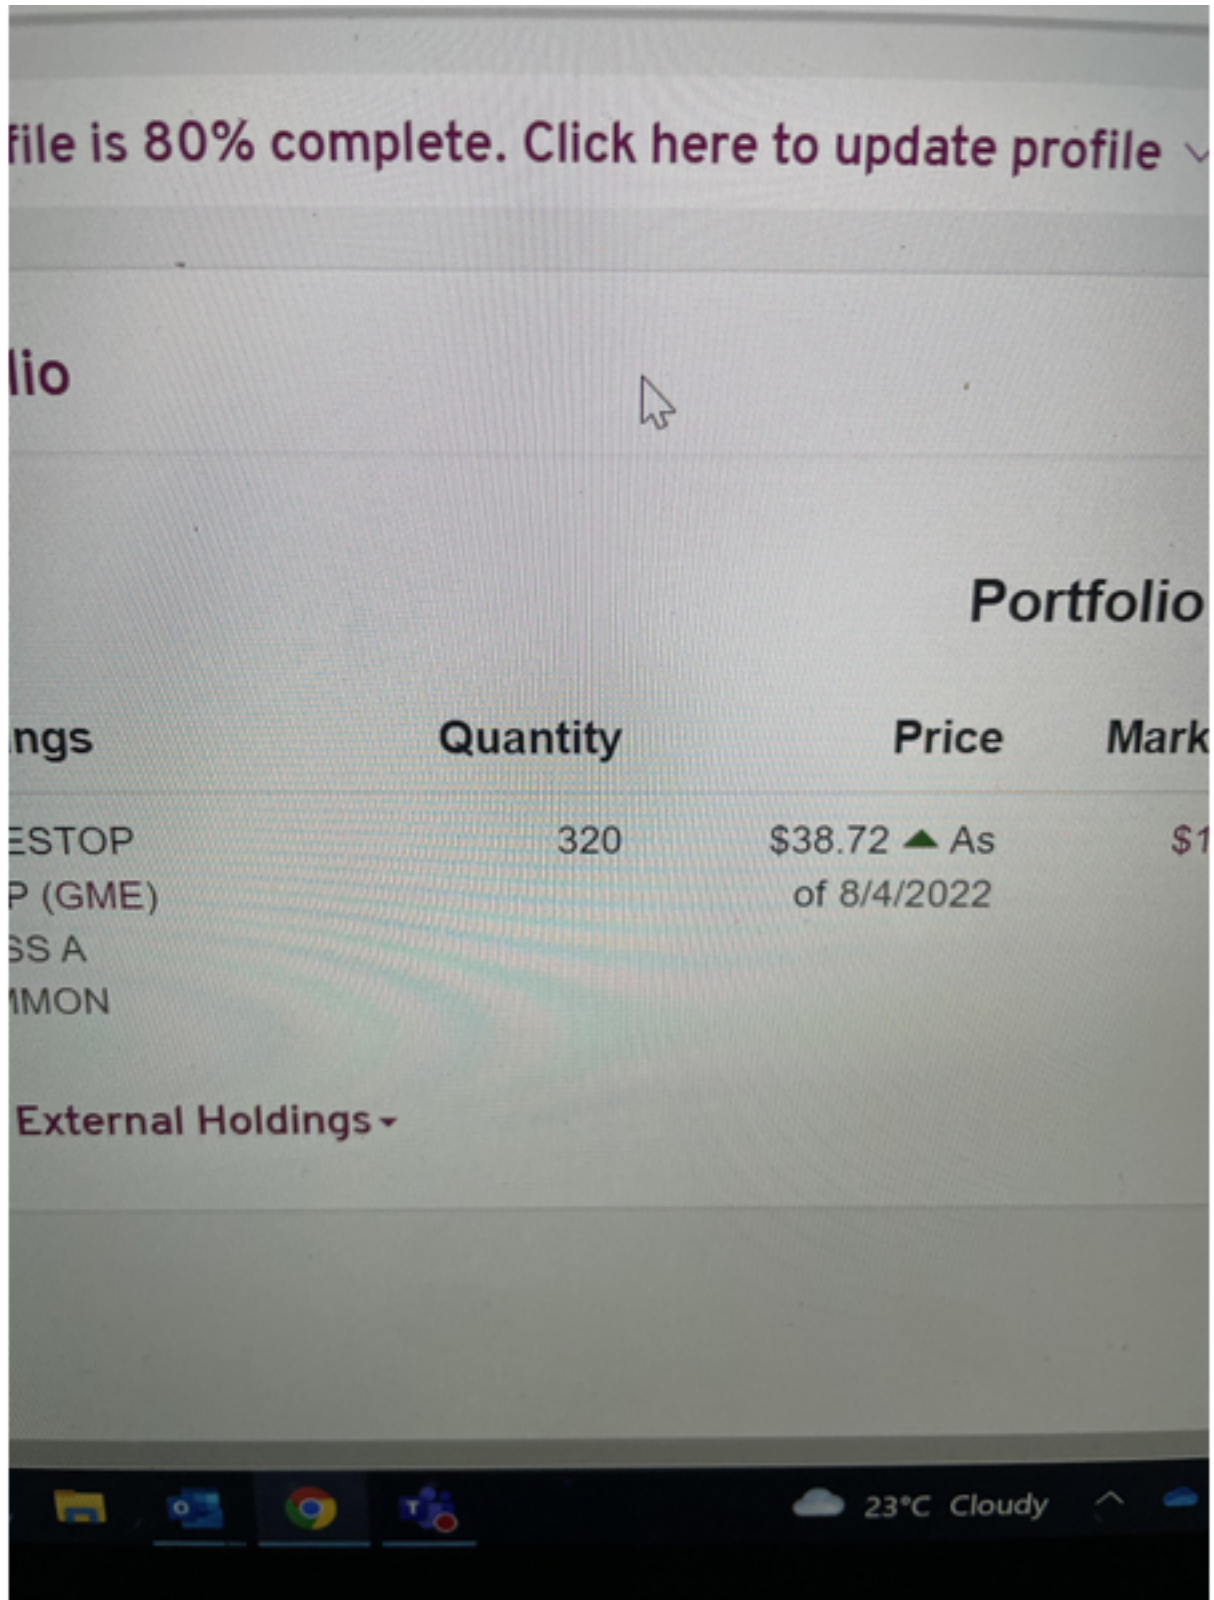 file is 80% complete. Click here to update profile
lio
Portfolio
ngs Quantity Price Mark
ESTOP 320 $38.72 ▲ As
P (GME) of 8/4/2022
SS A
MMON
External Holdings
23°C Cloudy